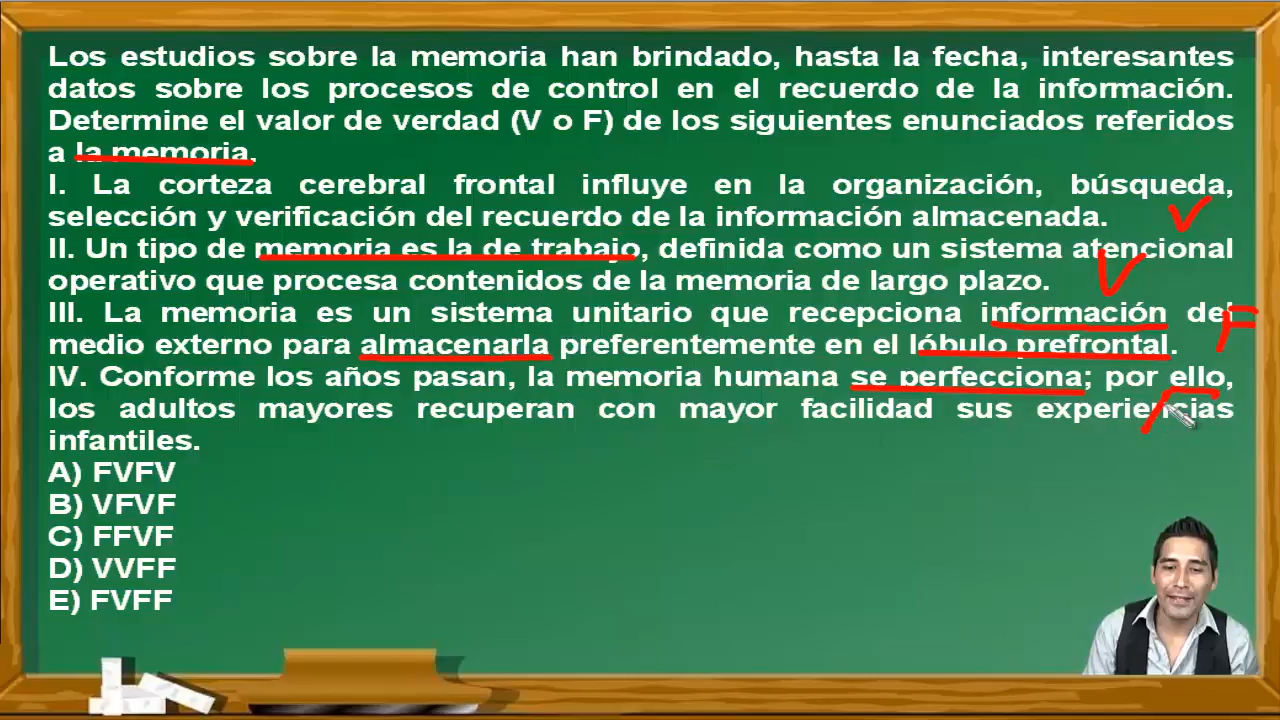 Los estudios sobre la memoria han brindado, hasta la fecha, interesantes
datos sobre los procesos de control en el recuerdo de la información.
Determine el valor de verdad (V o F) de los siguientes enunciados referidos
a la memoria.
I. La corteza cerebral frontal influye en la organización, búsqueda,
selección y verificación del recuerdo de la información almacenada. V
II. Un tipo de memoria es la de trabajo, definida como un sistema atencional
operativo que procesa contenidos de la memoria de largo plazo. V
III. La memoria es un sistema unitario que recepciona información del F
medio externo para almacenarla preferentemente en el lóbulo prefrontal.
IV. Conforme los años pasan, la memoria humana se perfecciona; por ello,
los adultos mayores recuperan con mayor facilidad sus experiencias
infantiles.
A) FVFV
B) VFVF
C) FFVF
D) VVFF
E) FVFF